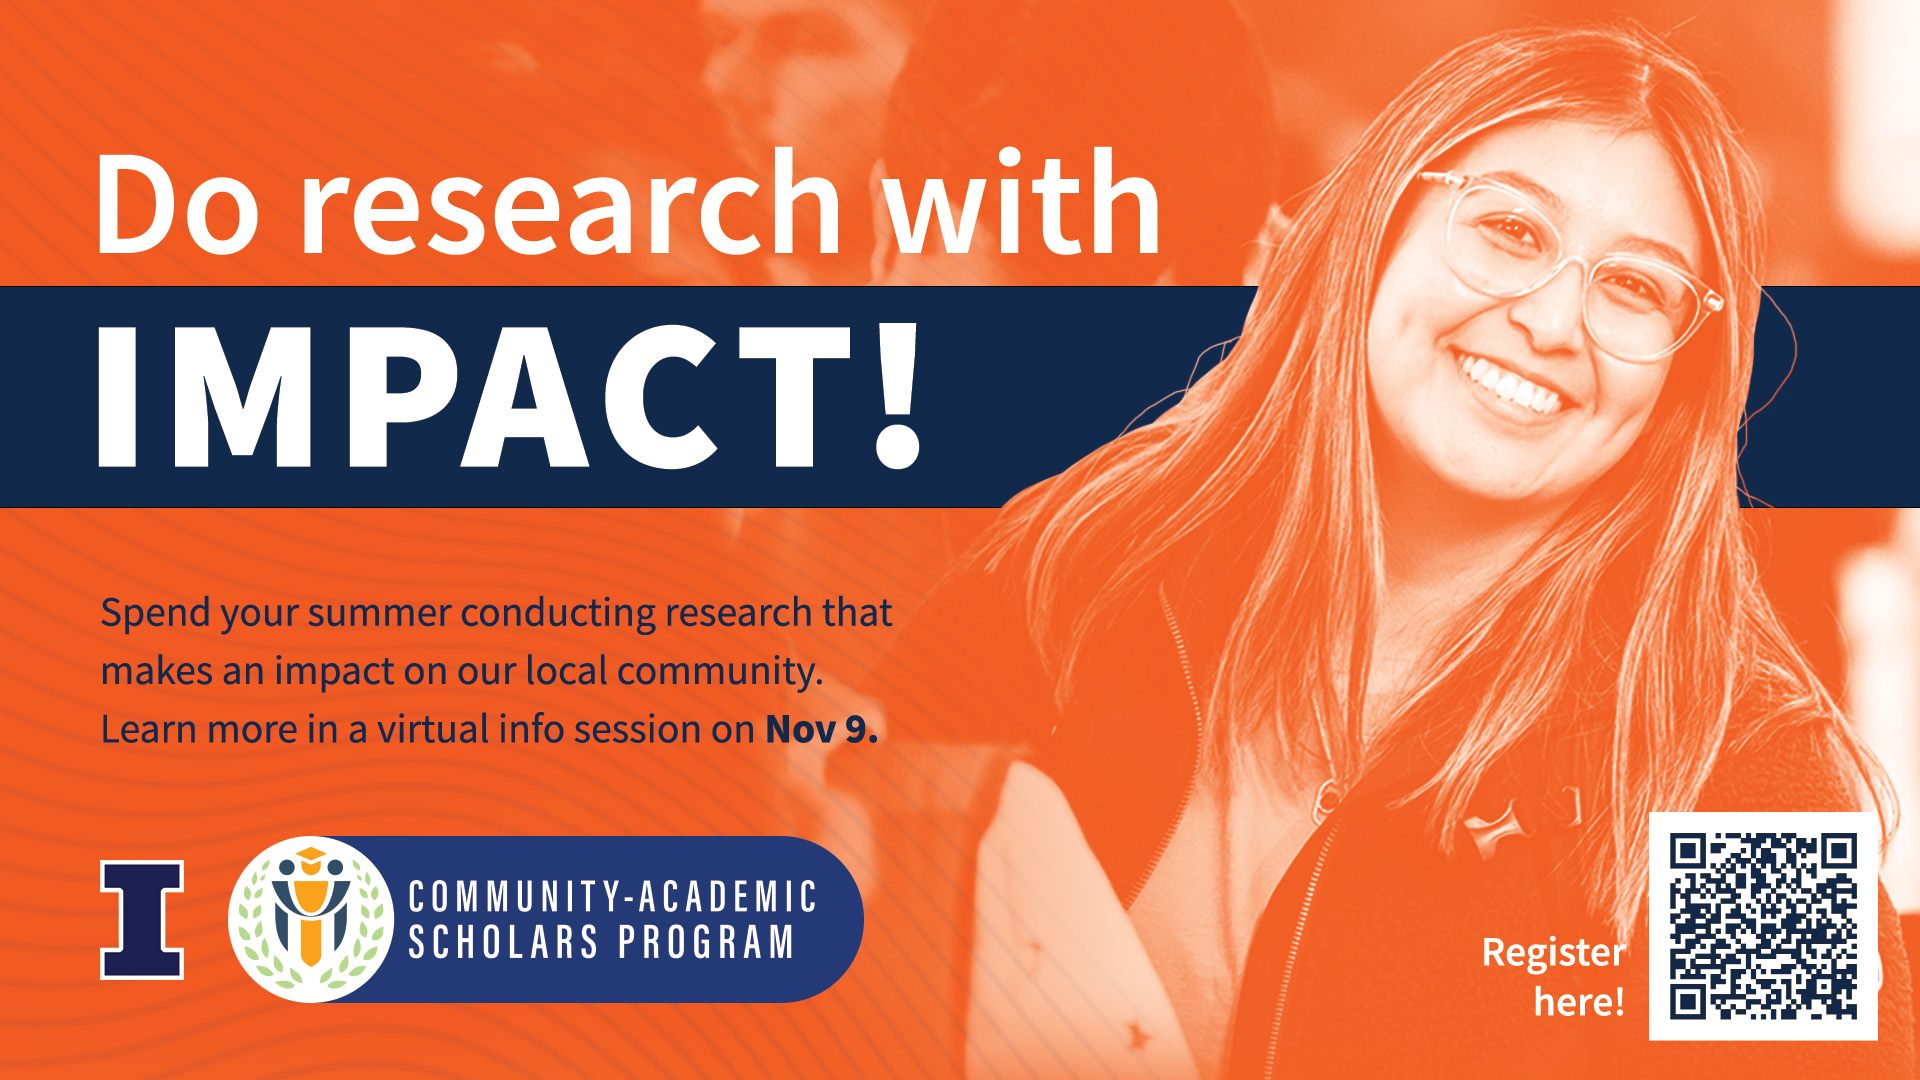 Do research with
IMPACT!
Spend your summer conducting research that
makes an impact on our local community.
Learn more in a virtual info session on Nov 9.
I
COMMUNITY-ACADEMIC
SCHOLARS PROGRAM
Register
here!